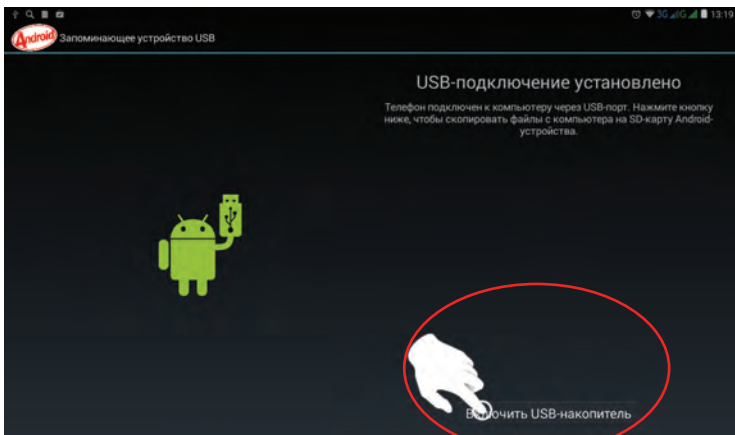 3G G 13:19
Android Запоминающее устройство USB
USB-подключение установлено
Телефон подключен к компьютеру через USB-порт. Нажмите кнопку
ниже, чтобы скопировать файлы с компьютера на SD-карту Android-
устройства.
Включить USB-накопитель